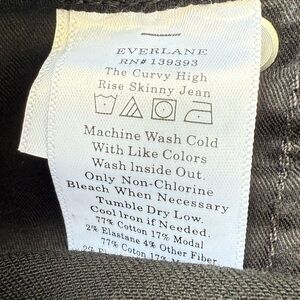 EVERLANE
RN# 139393
The Curvy High
Rise Skinny Jean
Machine Wash Cold
With Like Colors
Wash Inside Out.
Only Non-Chlorine
Bleach When Necessary
Tumble Dry Low.
Cool Iron if Needed.
77% Cotton 17% Modal
2% Elastane 4% Other Fiber
77% Coton 17% Modal